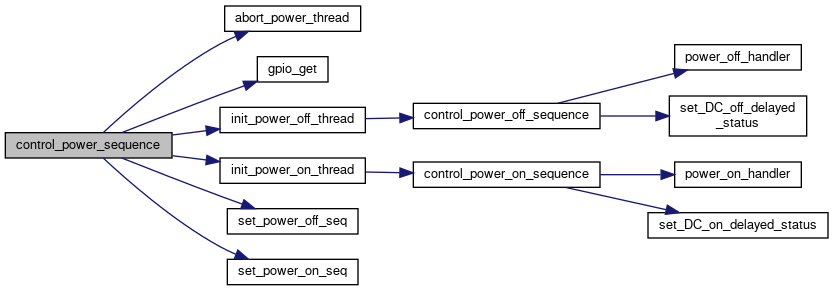 control_power_sequence
abort_power_thread
gpio_get
init_power_off_thread
init_power_on_thread
set_power_off_seq
set_power_on_seq
control_power_off_sequence
control_power_on_sequence
power_off_handler
set_DC_off_delayed
_status
power_on_handler
set_DC_on_delayed_status